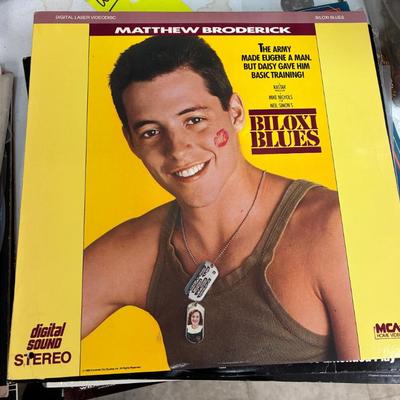 DIGITAL LASER VIDEODISC
BILOXI BLUES
MATTHEW BRODERICK
THE ARMY
MADE EUGENE A MAN.
BUT DAISY GAVE HIM
BASIC TRAINING!
A RASTAR
MIKE NICHOLS
NEIL SIMON'S
BILOXI
BLUES
digital
SOUND
STEREO
MCA
HOME VIDEO